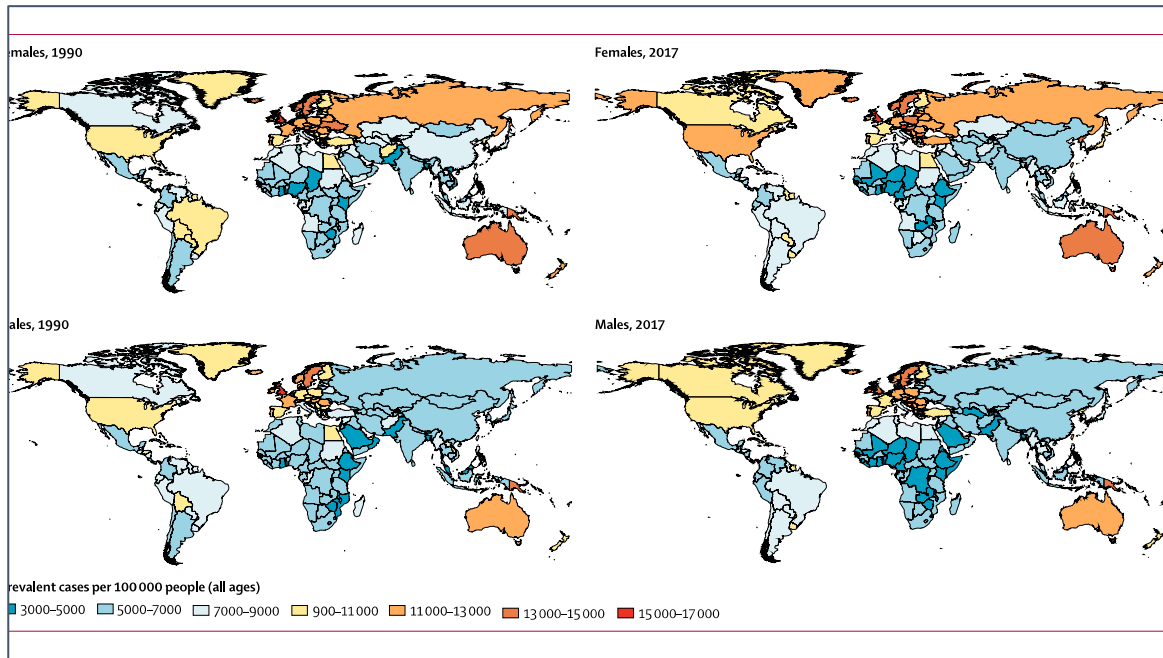 emales, 1990
Females, 2017
ales, 1990
Males, 2017
revalent cases per 100 000 people (all ages)
3000–5000
5000–7000
7000–9000
900–11 000
11 000–13 000
13 000–15 000
15 000–17 000